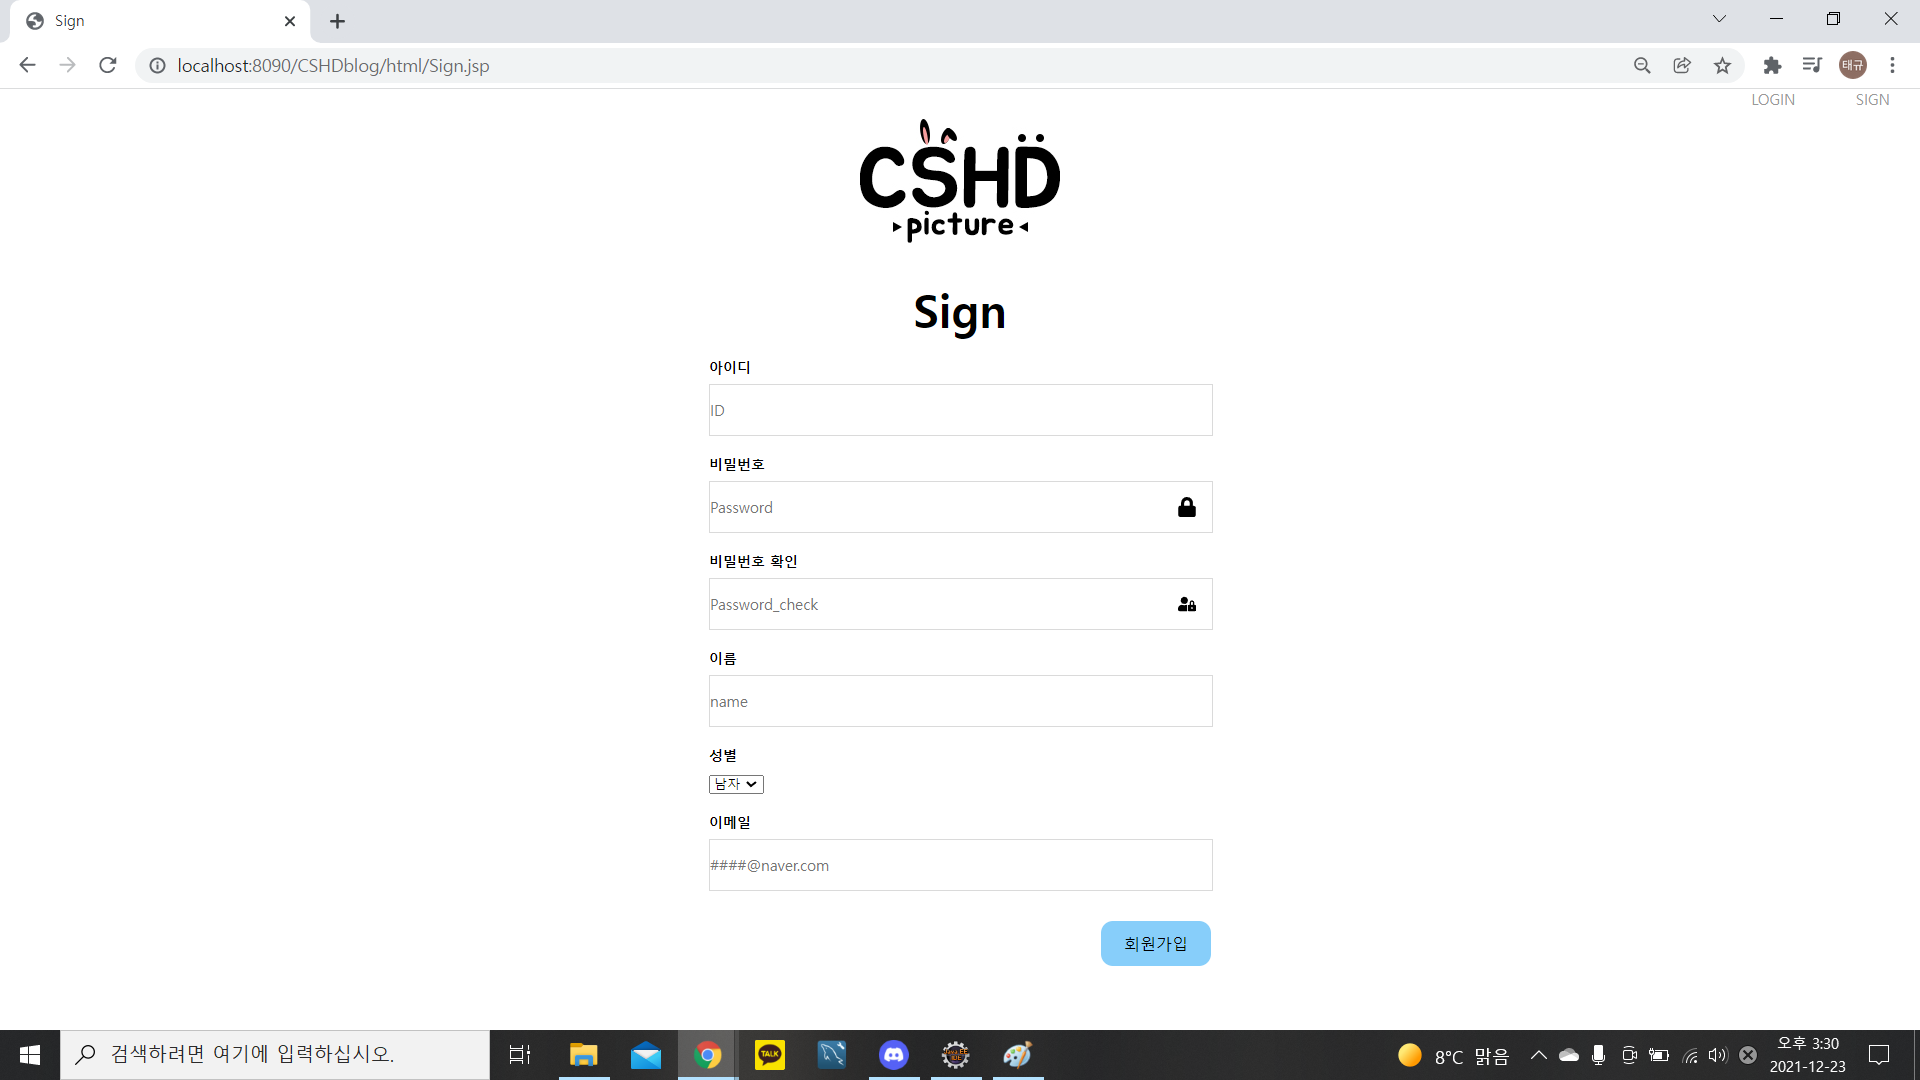 Sign
localhost:8090/CSHDblog/html/Sign.jsp
태규
LOGIN
SIGN
CSHD
picture
Sign
아이디
ID
비밀번호
Password
비밀번호 확인
Password_check
이름
name
성별
남자
이메일
####@naver.com
회원가입
검색하려면 여기에 입력하십시오.
TALK
8°C 맑음
오후 3:30
2021-12-23